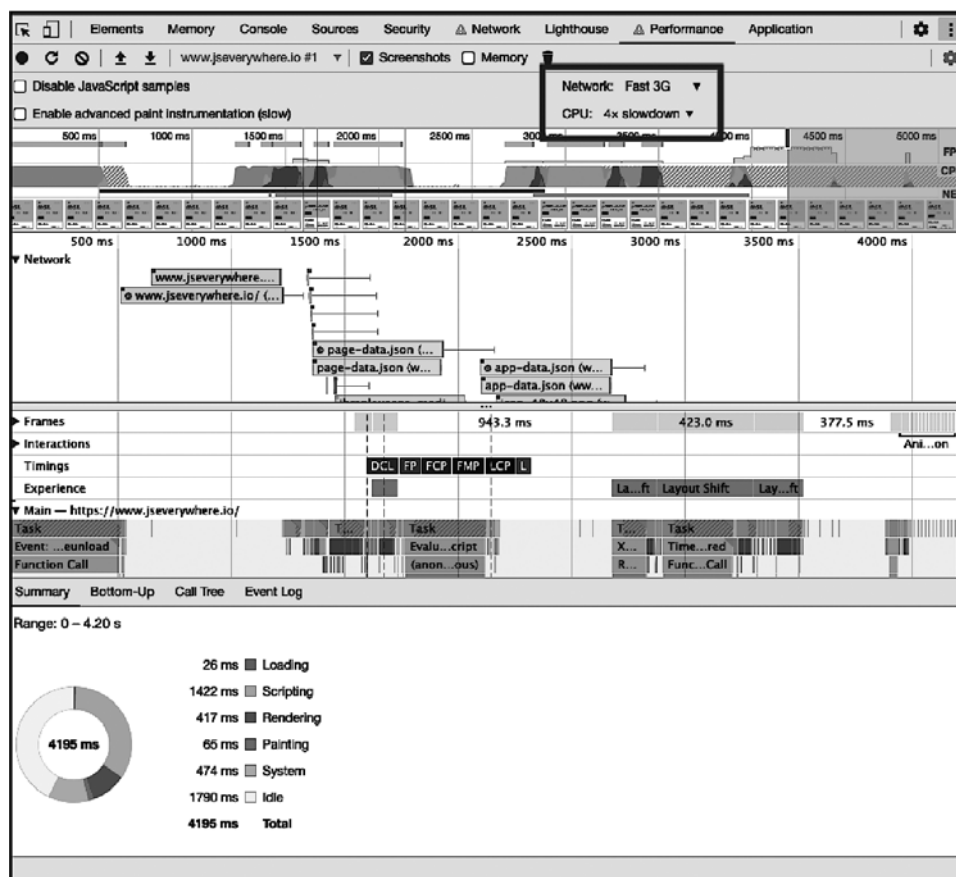 Elements Memory Console Sources Security ⚠ Network Lighthouse ⚠ Performance Application
www.jseverywhere.io #1 ▼ Screenshots Memory
Disable JavaScript samples
Network: Fast 3G ▼
Enable advanced paint instrumentation (slow)
CPU: 4x slowdown ▾
500 ms 1000 ms 1500 ms 2000 ms 2500 ms 4500 ms 5000 ms
FP
CP
NE
500 ms 1000 ms 1500 ms 2000 ms 2500 ms 3000 ms 3500 ms 4000 ms
▼ Network
www.jseverywhere....
www.jseverywhere.io/ (...
page-data.json (...
page-data.json (w... app-data.json (w...
app-data.json (ww...
▶ Frames 943.3 ms 423.0 ms 377.5 ms
▶ Interactions Ani...on
Timings DCL FP FCP FMP LCP L
Experience La...ft Layout Shift Lay...ft
▼ Main — https://www.jseverywhere.io/
Task T... Task T... Task
Event: ...eunload Evalu...cript X... Time...red
Function Call (anon...ous) R... Func...Call
Summary Bottom-Up Call Tree Event Log
Range: 0 – 4.20 s
26 ms Loading
1422 ms Scripting
417 ms Rendering
4195 ms
65 ms Painting
474 ms System
1790 ms Idle
4195 ms Total